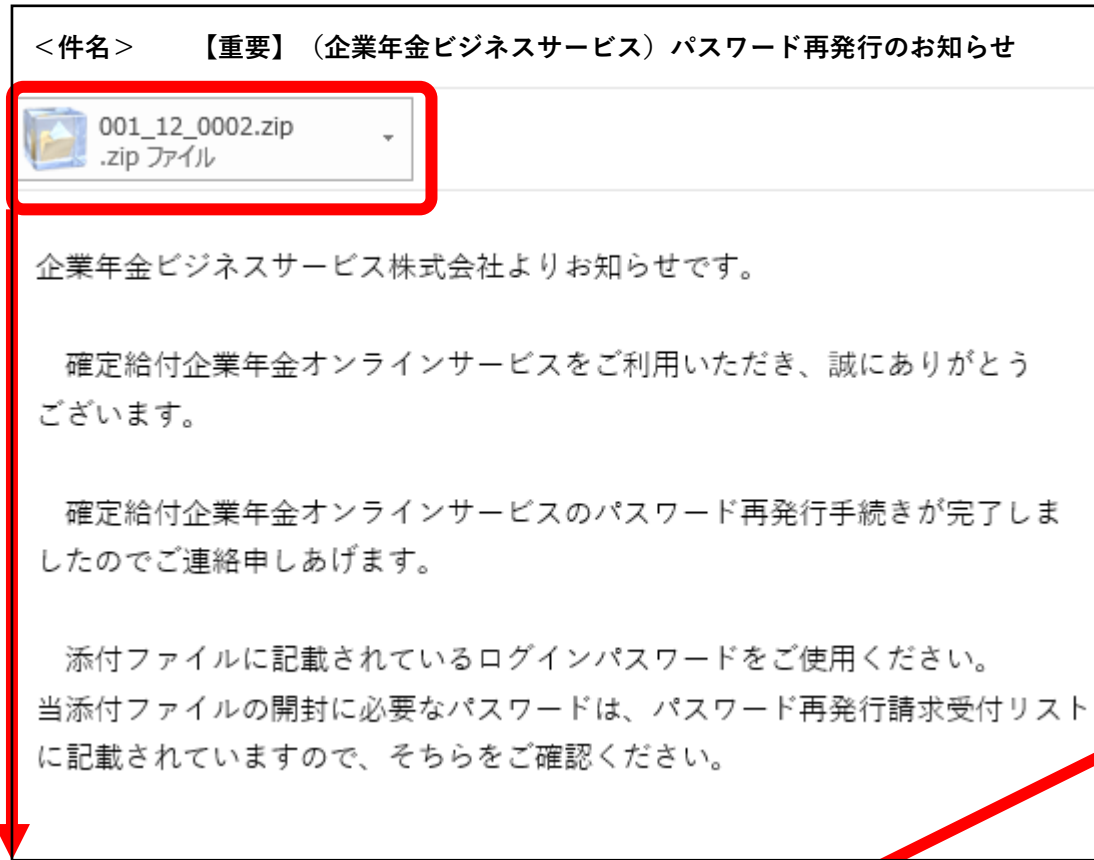 ＜件名＞　【重要】（企業年金ビジネスサービス）パスワード再発行のお知らせ
001_12_0002.zip
.zip ファイル
企業年金ビジネスサービス株式会社よりお知らせです。
確定給付企業年金オンラインサービスをご利用いただき、誠にありがとう
ございます。
確定給付企業年金オンラインサービスのパスワード再発行手続きが完了しま
したのでご連絡申しあげます。
添付ファイルに記載されているログインパスワードをご使用ください。
当添付ファイルの開封に必要なパスワードは、パスワード再発行請求受付リスト
に記載されていますので、そちらをご確認ください。